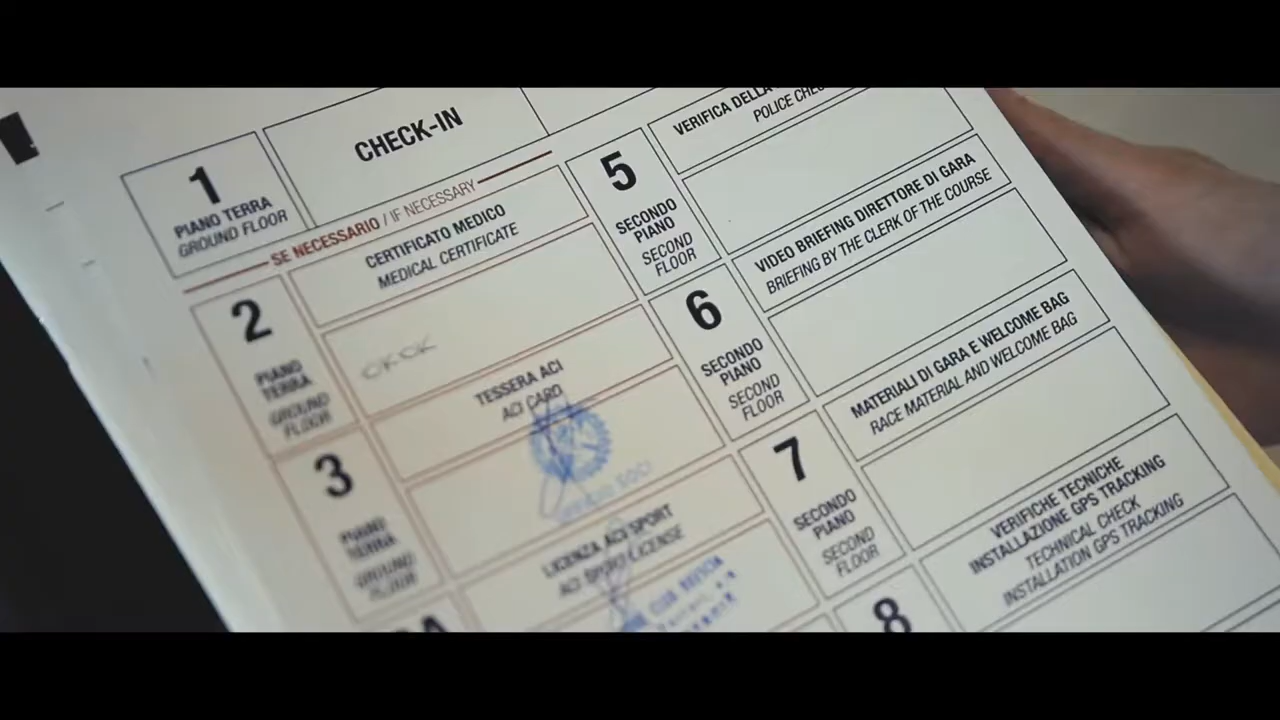 CHECK-IN
1
PIANO TERRA
GROUND FLOOR
SE NECESSARIO / IF NECESSARY
2
PIANO
TERRA
GROUND
FLOOR
CERTIFICATO MEDICO
MEDICAL CERTIFICATE
OK OK
3
PIANO
TERRA
GROUND
FLOOR
TESSERA ACI
ACI CARD
LICENZA ACI SPORT
ACI SPORT LICENSE
CLUB BRESCIA
5
SECONDO
PIANO
SECOND
FLOOR
VERIFICA DELLA
POLICE
6
SECONDO
PIANO
SECOND
FLOOR
VIDEO BRIEFING DIRETTORE DI GARA
BRIEFING BY THE CLERK OF THE COURSE
7
SECONDO
PIANO
SECOND
FLOOR
MATERIALI DI GARA E WELCOME BAG
RACE MATERIAL AND WELCOME BAG
8
VERIFICHE TECNICHE
INSTALLAZIONE GPS TRACKING
TECHNICAL CHECK
INSTALLATION GPS TRACKING